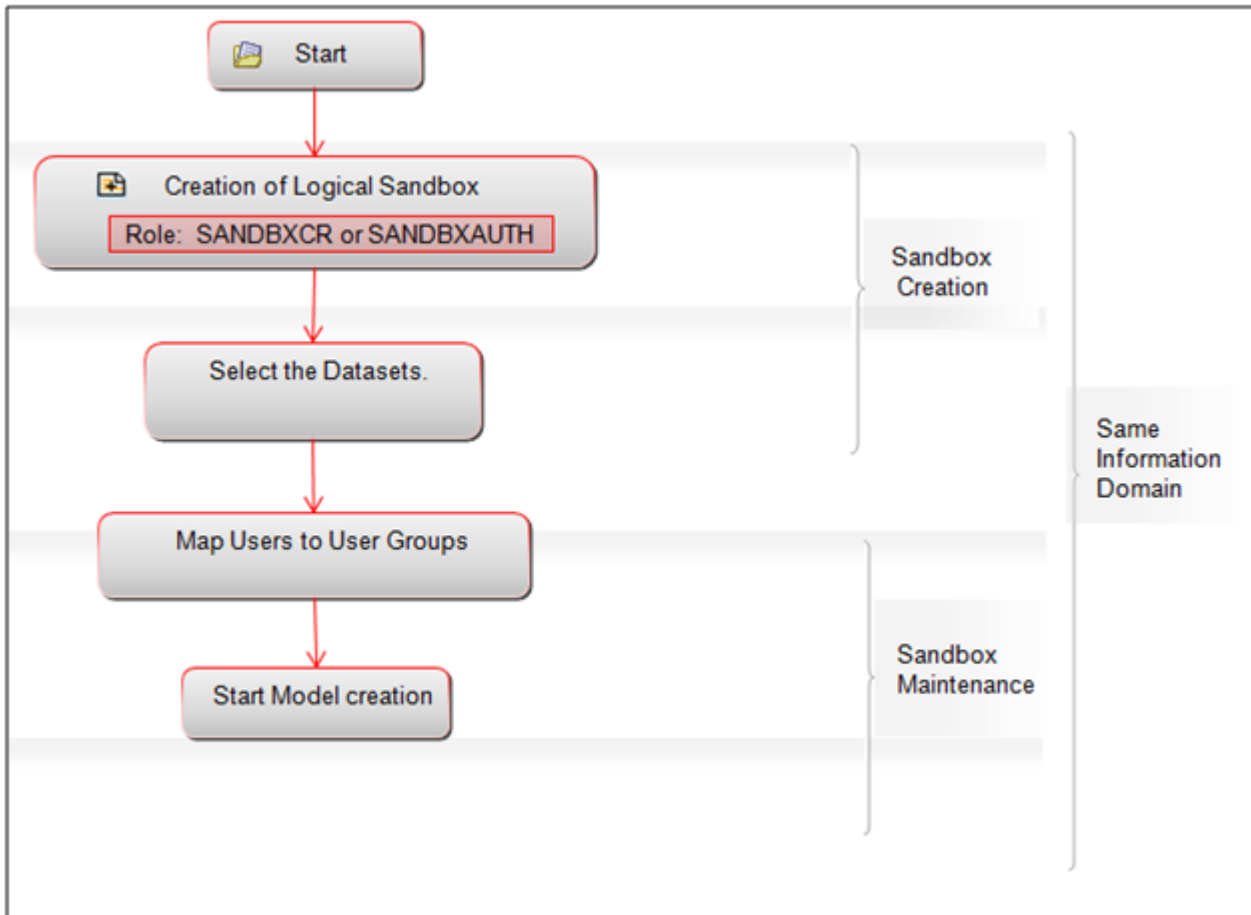 Start
Creation of Logical Sandbox
Role: SANDBXCR or SANDBXAUTH
Sandbox
Creation
Select the Datasets.
Same
Information
Domain
Map Users to User Groups
Sandbox
Maintenance
Start Model creation